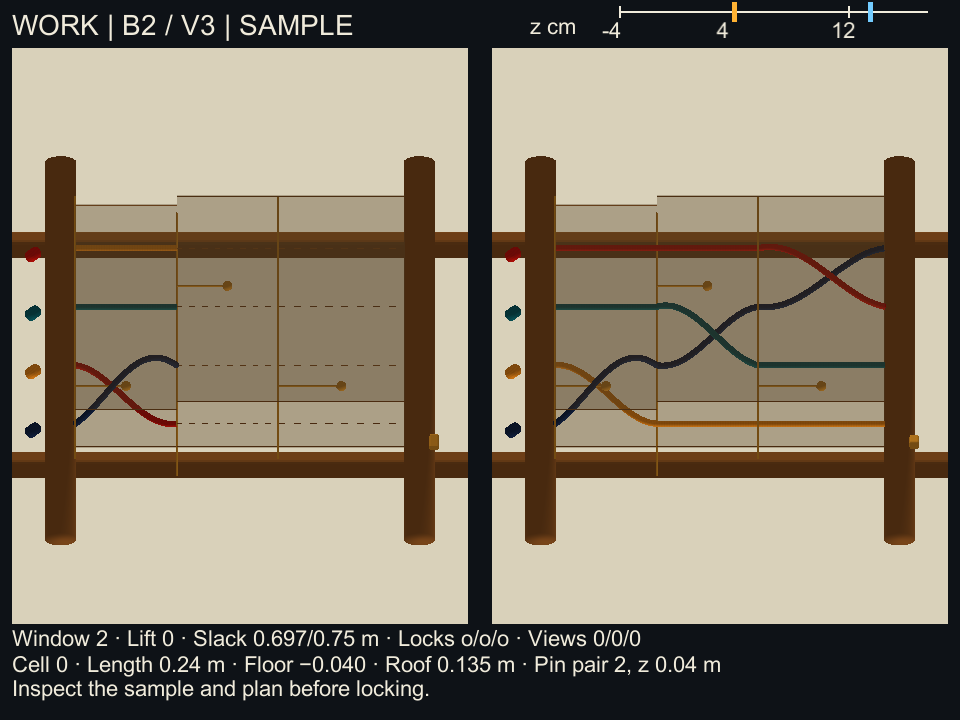 WORK | B2 / V3 | SAMPLE
z cm -4 4 12
Window 2 · Lift 0 · Slack 0.697/0.75 m · Locks o/o/o · Views 0/0/0
Cell 0 · Length 0.24 m · Floor −0.040 · Roof 0.135 m · Pin pair 2, z 0.04 m
Inspect the sample and plan before locking.